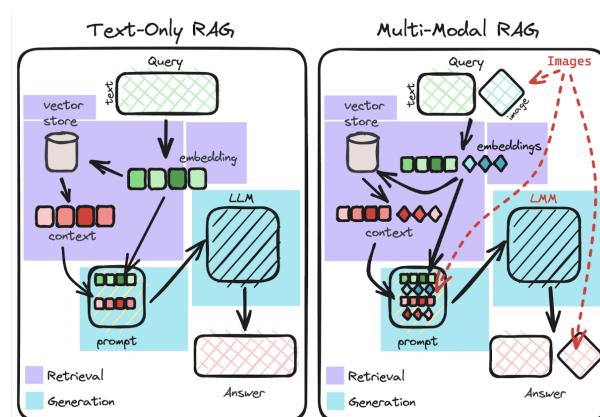 Text-Only RAG
Query
text
vector
store
embedding
context
LLM
prompt
Answer
Retrieval
Generation
Multi-Modal RAG
Images
Query
text
image
vector
store
embeddings
context
LMM
prompt
Answer
Retrieval
Generation